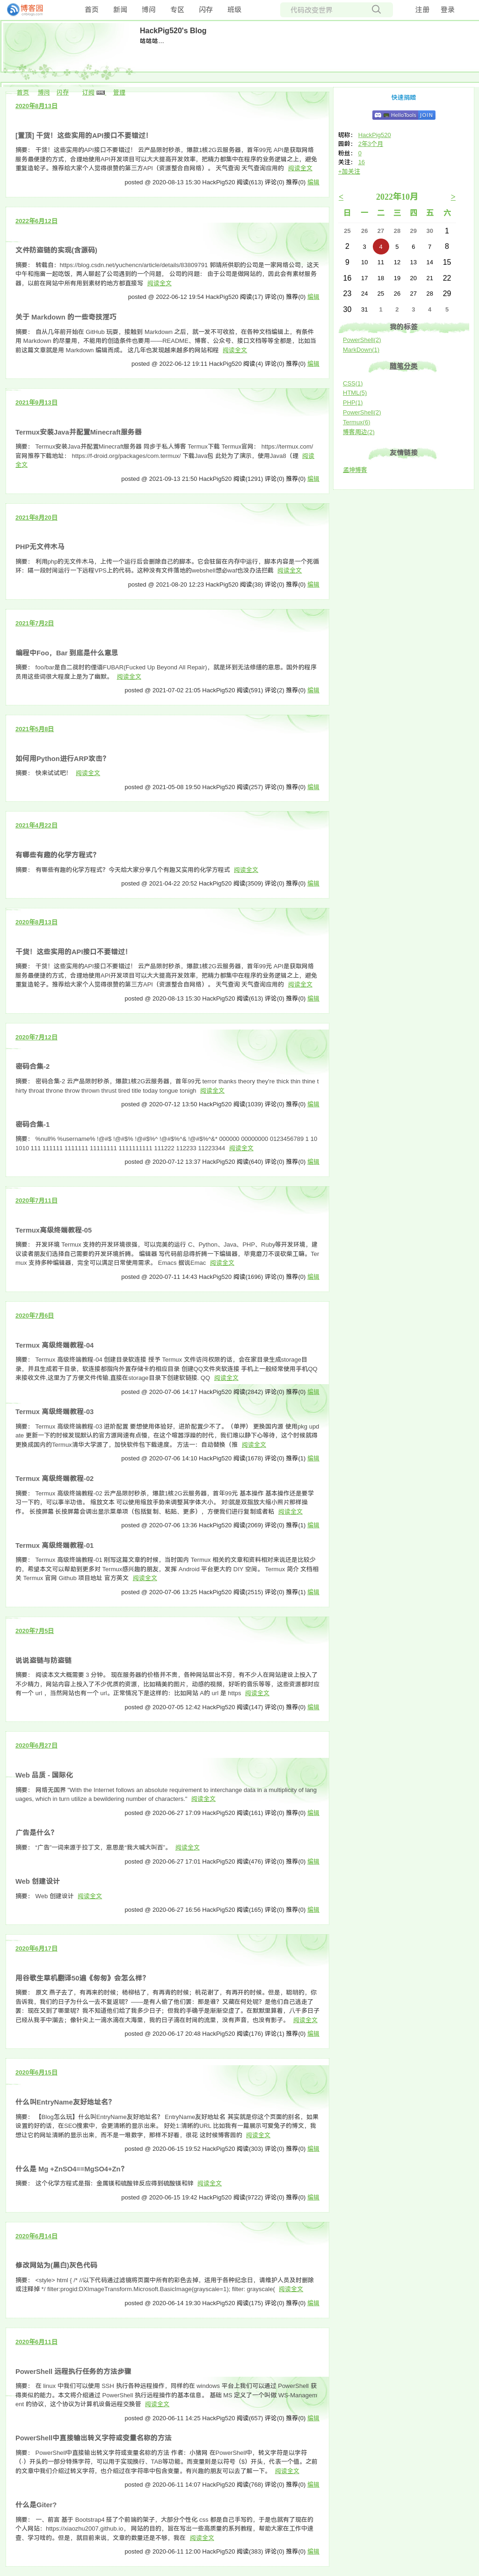 博客园
首页 新闻 博问 专区 闪存 班级
代码改变世界
注册 登录
HackPig520's Blog
咕咕咕....
首页 博问 闪存 订阅 管理
2020年8月13日
[置顶] 干货！这些实用的API接口不要错过!
摘要： 干货！这些实用的API接口不要错过! 云产品限时秒杀，爆款1核2G云服务器，首年99元 API是获取网络
服务最便捷的方式，合理地使用API开发项目可以大大提高开发效率，把精力都集中在程序的业务逻辑之上，避免
重复造轮子。推荐给大家个人觉得很赞的第三方API（资源整合自网络）。 天气查询 天气查询应用的 阅读全文
posted @ 2020-08-13 15:30 HackPig520 阅读(613) 评论(0) 推荐(0) 编辑
2022年6月12日
文件防盗链的实现(含源码)
摘要： 转载自：https://blog.csdn.net/yuchencn/article/details/83809791 郭靖所供职的公司是一家网络公司，这天
中午和拖雷一起吃饭，两人聊起了公司遇到的一个问题， 公司的问题： 由于公司是做网站的，因此会有素材服务
器，以前在网站中所有用到素材的地方都直接写 阅读全文
posted @ 2022-06-12 19:54 HackPig520 阅读(17) 评论(0) 推荐(0) 编辑
关于 Markdown 的一些奇技淫巧
摘要： 自从几年前开始在 GitHub 玩耍，接触到 Markdown 之后，就一发不可收拾，在各种文档编辑上，有条件
用 Markdown 的尽量用，不能用的创造条件也要用——README、博客、公众号、接口文档等等全都是，比如当
前这篇文章就是用 Markdown 编辑而成。 这几年也发现越来越多的网站和程 阅读全文
posted @ 2022-06-12 19:11 HackPig520 阅读(4) 评论(0) 推荐(0) 编辑
2021年9月13日
Termux安装Java并配置Minecraft服务器
摘要： Termux安装Java并配置Minecraft服务器 同步于私人博客 Termux下载 Termux官网： https://termux.com/
官网推荐下载地址： https://f-droid.org/packages/com.termux/ 下载Java包 此处为了演示，使用Java8（理 阅读
全文
posted @ 2021-09-13 21:50 HackPig520 阅读(1291) 评论(0) 推荐(0) 编辑
2021年8月20日
PHP无文件木马
摘要： 利用php的无文件木马，上传一个运行后会删除自己的脚本。它会驻留在内存中运行，脚本内容是一个死循
环：隔一段时间运行一下远程VPS上的代码。这种没有文件落地的webshell想必waf也没办法拦截 阅读全文
posted @ 2021-08-20 12:23 HackPig520 阅读(38) 评论(0) 推荐(0) 编辑
2021年7月2日
编程中Foo，Bar 到底是什么意思
摘要： foo/bar是自二战时的俚语FUBAR(Fucked Up Beyond All Repair)，就是坏到无法修缮的意思。国外的程序
员用这些词很大程度上是为了幽默。 阅读全文
posted @ 2021-07-02 21:05 HackPig520 阅读(591) 评论(2) 推荐(0) 编辑
2021年5月8日
如何用Python进行ARP攻击？
摘要： 快来试试吧！ 阅读全文
posted @ 2021-05-08 19:50 HackPig520 阅读(257) 评论(0) 推荐(0) 编辑
2021年4月22日
有哪些有趣的化学方程式？
摘要： 有哪些有趣的化学方程式？今天给大家分享几个有趣又实用的化学方程式 阅读全文
posted @ 2021-04-22 20:52 HackPig520 阅读(3509) 评论(0) 推荐(0) 编辑
2020年8月13日
干货！这些实用的API接口不要错过!
摘要： 干货！这些实用的API接口不要错过! 云产品限时秒杀，爆款1核2G云服务器，首年99元 API是获取网络
服务最便捷的方式，合理地使用API开发项目可以大大提高开发效率，把精力都集中在程序的业务逻辑之上，避免
重复造轮子。推荐给大家个人觉得很赞的第三方API（资源整合自网络）。 天气查询 天气查询应用的 阅读全文
posted @ 2020-08-13 15:30 HackPig520 阅读(613) 评论(0) 推荐(0) 编辑
2020年7月12日
密码合集-2
摘要： 密码合集-2 云产品限时秒杀，爆款1核2G云服务器，首年99元 terror thanks theory they're thick thin thine t
hirty throat throne throw thrown thrust tired title today tongue tonigh 阅读全文
posted @ 2020-07-12 13:50 HackPig520 阅读(1039) 评论(0) 推荐(0) 编辑
密码合集-1
摘要： %null% %username% !@#$ !@#$% !@#$%^ !@#$%^& !@#$%^&* 000000 00000000 0123456789 1 10
1010 111 111111 1111111 11111111 1111111111 111222 112233 11223344 阅读全文
posted @ 2020-07-12 13:37 HackPig520 阅读(640) 评论(0) 推荐(0) 编辑
2020年7月11日
Termux高级终端教程-05
摘要： 开发环境 Termux 支持的开发环境很强，可以完美的运行 C、Python、Java、PHP、Ruby等开发环境，建
议读者朋友们选择自己需要的开发环境折腾。 编辑器 写代码前总得折腾一下编辑器，毕竟磨刀不误砍柴工嘛。Ter
mux 支持多种编辑器，完全可以满足日常使用需求。 Emacs 据说Emac 阅读全文
posted @ 2020-07-11 14:43 HackPig520 阅读(1696) 评论(0) 推荐(0) 编辑
2020年7月6日
Termux 高级终端教程-04
摘要： Termux 高级终端教程-04 创建目录软连接 授予 Termux 文件访问权限的话，会在家目录生成storage目
录，并且生成若干目录，软连接都指向外置存储卡的相应目录 创建QQ文件夹软连接 手机上一般经常使用手机QQ
来接收文件,这里为了方便文件传输,直接在storage目录下创建软链接. QQ 阅读全文
posted @ 2020-07-06 14:17 HackPig520 阅读(2842) 评论(0) 推荐(0) 编辑
Termux 高级终端教程-03
摘要： Termux 高级终端教程-03 进阶配置 要想使用体验好，进阶配置少不了。 （单押） 更换国内源 使用pkg upd
ate 更新一下的时候发现默认的官方源网速有点慢，在这个喧嚣浮躁的时代，我们难以静下心等待，这个时候就得
更换成国内的Termux清华大学源了，加快软件包下载速度。 方法一：自动替换（推 阅读全文
posted @ 2020-07-06 14:10 HackPig520 阅读(1678) 评论(0) 推荐(1) 编辑
Termux 高级终端教程-02
摘要： Termux 高级终端教程-02 云产品限时秒杀，爆款1核2G云服务器，首年99元 基本操作 基本操作还是要学
习一下的，可以事半功倍。 缩放文本 可以使用缩放手势来调整其字体大小。 对!就是双指放大缩小照片那样操
作。 长按屏幕 长按屏幕会调出显示菜单项（包括复制、粘贴、更多），方便我们进行复制或者粘 阅读全文
posted @ 2020-07-06 13:36 HackPig520 阅读(2069) 评论(0) 推荐(1) 编辑
Termux 高级终端教程-01
摘要： Termux 高级终端教程-01 刚写这篇文章的时候，当时国内 Termux 相关的文章和资料相对来说还是比较少
的，希望本文可以帮助到更多对 Termux感兴趣的朋友，发挥 Android 平台更大的 DIY 空间。 Termux 简介 文档相
关 Termux 官网 Github 项目地址 官方英文 阅读全文
posted @ 2020-07-06 13:25 HackPig520 阅读(2515) 评论(0) 推荐(1) 编辑
2020年7月5日
说说盗链与防盗链
摘要： 阅读本文大概需要 3 分钟。 现在服务器的价格并不贵，各种网站层出不穷，有不少人在网站建设上投入了
不少精力，网站内容上投入了不少优质的资源，比如精美的图片，动感的视频，好听的音乐等等，这些资源都对应
有一个 url ，当然网站也有一个 url。正常情况下是这样的：比如网站 A的 url 是 https 阅读全文
posted @ 2020-07-05 12:42 HackPig520 阅读(147) 评论(0) 推荐(0) 编辑
2020年6月27日
Web 品质 - 国际化
摘要： 网络无国界 "With the Internet follows an absolute requirement to interchange data in a multiplicity of lang
uages, which in turn utilize a bewildering number of characters." 阅读全文
posted @ 2020-06-27 17:09 HackPig520 阅读(161) 评论(0) 推荐(0) 编辑
广告是什么？
摘要： “广告”一词来源于拉丁文，意思是“我大喊大叫百”。 阅读全文
posted @ 2020-06-27 17:01 HackPig520 阅读(476) 评论(0) 推荐(0) 编辑
Web 创建设计
摘要： Web 创建设计 阅读全文
posted @ 2020-06-27 16:56 HackPig520 阅读(165) 评论(0) 推荐(0) 编辑
2020年6月17日
用谷歌生草机翻译50遍《匆匆》会怎么样？
摘要： 原文 燕子去了，有再来的时候；杨柳枯了，有再青的时候；桃花谢了，有再开的时候。但是，聪明的，你
告诉我，我们的日子为什么一去不复返呢？——是有人偷了他们罢：那是谁？又藏在何处呢？是他们自己逃走了
罢：现在又到了哪里呢？我不知道他们给了我多少日子；但我的手确乎是渐渐空虚了。在默默里算着，八千多日子
已经从我手中溜去；像针尖上一滴水滴在大海里，我的日子滴在时间的流里，没有声音，也没有影子。 阅读全文
posted @ 2020-06-17 20:48 HackPig520 阅读(176) 评论(1) 推荐(0) 编辑
2020年6月15日
什么叫EntryName友好地址名？
摘要： 【Blog怎么玩】什么叫EntryName友好地址名？ EntryName友好地址名 其实就是你这个页面的别名，如果
设置的好的话，在SEO搜索中，会更清晰的显示出来。 好处1:清晰的URL 比如我有一篇展示可爱兔子的博文，我
想让它的网址清晰的显示出来，而不是一堆数字，那样不好看，很花 这时候博客园的 阅读全文
posted @ 2020-06-15 19:52 HackPig520 阅读(303) 评论(0) 推荐(0) 编辑
什么是 Mg +ZnSO4==MgSO4+Zn?
摘要： 这个化学方程式是指：金属镁和硫酸锌反应得到硫酸镁和锌 阅读全文
posted @ 2020-06-15 19:42 HackPig520 阅读(9722) 评论(0) 推荐(0) 编辑
2020年6月14日
修改网站为(黑白)灰色代码
摘要： <style> html { /* //以下代码通过滤镜将页面中所有的彩色去掉，适用于各种纪念日，请维护人员及时删除
或注释掉 */ filter:progid:DXImageTransform.Microsoft.BasicImage(grayscale=1); filter: grayscale( 阅读全文
posted @ 2020-06-14 19:30 HackPig520 阅读(175) 评论(0) 推荐(0) 编辑
2020年6月11日
PowerShell 远程执行任务的方法步骤
摘要： 在 linux 中我们可以使用 SSH 执行各种远程操作，同样的在 windows 平台上我们可以通过 PowerShell 获
得类似的能力。本文将介绍通过 PowerShell 执行远程操作的基本信息。 基础 MS 定义了一个叫做 WS-Managem
ent 的协议，这个协议为计算机设备远程交换管 阅读全文
posted @ 2020-06-11 14:25 HackPig520 阅读(657) 评论(0) 推荐(0) 编辑
PowerShell中直接输出转义字符或变量名称的方法
摘要： PowerShell中直接输出转义字符或变量名称的方法 作者：小猪网 在PowerShell中，转义字符是以字符
（`）开头的一部分特殊字符，可以用于实现换行、TAB等功能。而变量则是以符号（$）开头，代表一个值。之前的
文章中我们介绍过转义字符，也介绍过在字符串中包含变量，有兴趣的朋友可以去了解一下。 阅读全文
posted @ 2020-06-11 14:07 HackPig520 阅读(768) 评论(0) 推荐(0) 编辑
什么是Giter?
摘要： 一、前言 基于 Bootstrap4 搭了个前端的架子，大部分个性化 css 都是自己手写的，于是也就有了现在的
个人网站：https://xiaozhu2007.github.io。 网站的目的，旨在写出一些高质量的系列教程，帮助大家在工作中速
查、学习啥的。但是，就目前来说，文章的数量还是不够，我在 阅读全文
posted @ 2020-06-11 12:00 HackPig520 阅读(383) 评论(0) 推荐(0) 编辑
快速捐赠
HelloTools JOIN
昵称： HackPig520
园龄： 2年3个月
粉丝： 0
关注： 16
+加关注
< 2022年10月 >
日 一 二 三 四 五 六
25 26 27 28 29 30 1
2 3 4 5 6 7 8
9 10 11 12 13 14 15
16 17 18 19 20 21 22
23 24 25 26 27 28 29
30 31 1 2 3 4 5
我的标签
PowerShell(2)
MarkDown(1)
随笔分类
CSS(1)
HTML(5)
PHP(1)
PowerShell(2)
Termux(6)
博客周边(2)
友情链接
孟坤博客